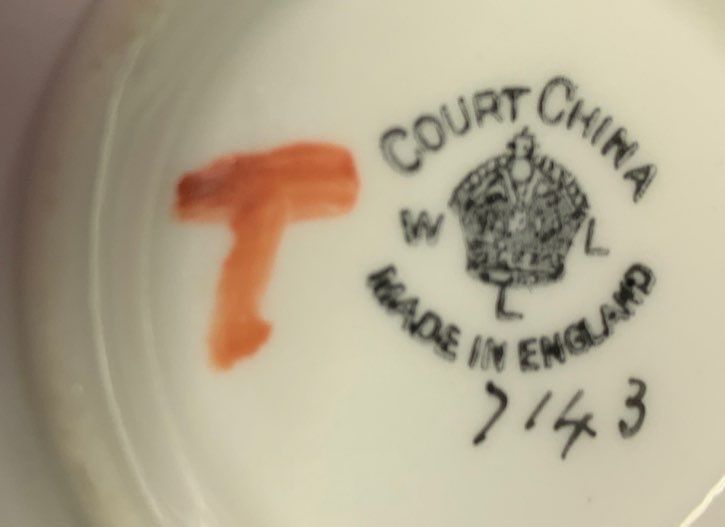 T
COURT CHINA
W L
L
MADE IN ENGLAND
7143